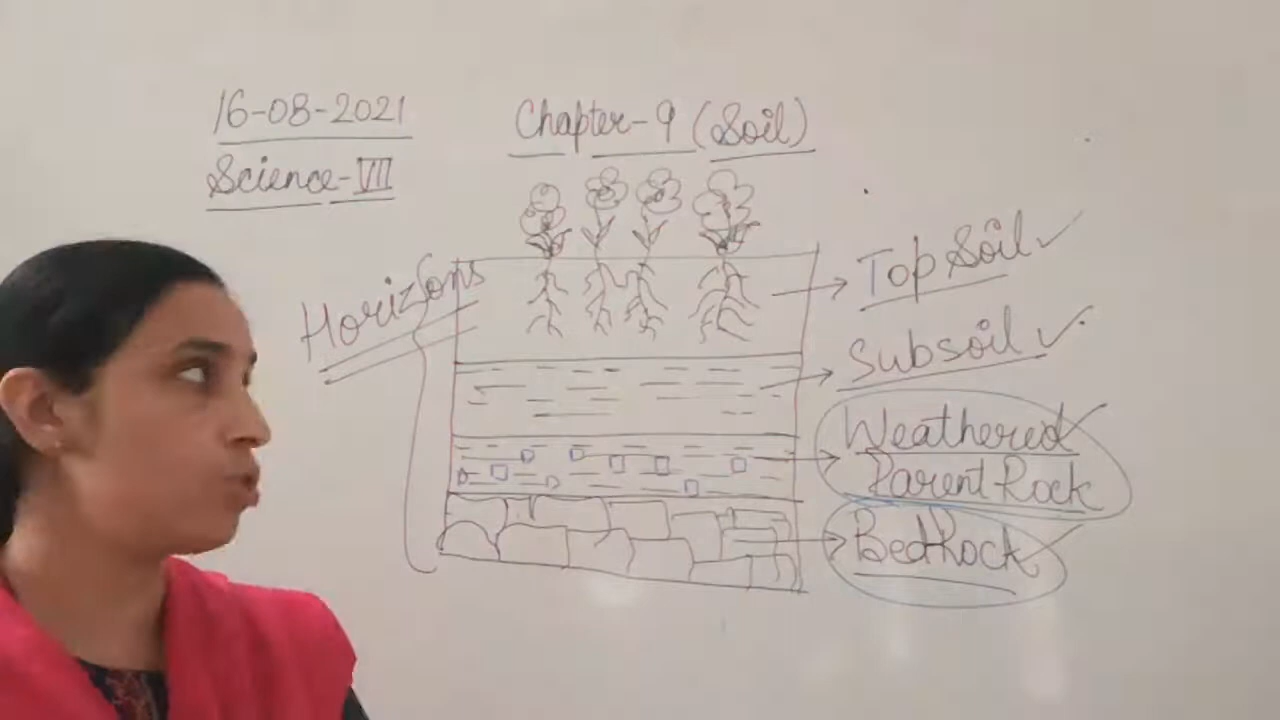 16-08-2021
Science-VII
Chapter-9 (Soil)
Horizons
Top Soil ✓
Subsoil ✓
Weathered
Parent Rock
BedRock